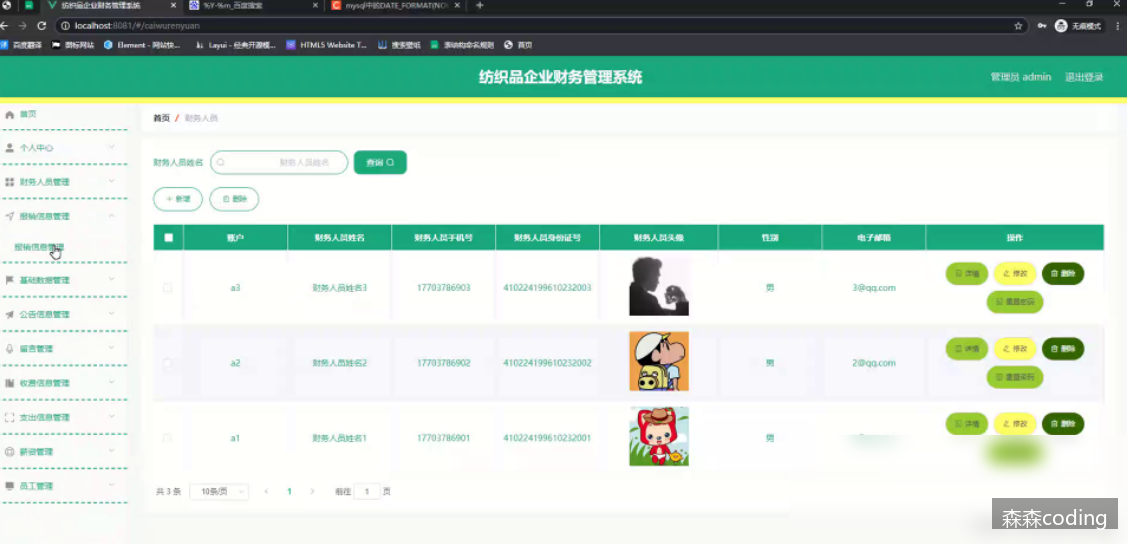 纺织品企业财务管理系统
%Y-%m_百度搜索
mysql中的DATE_FORMAT(NO
localhost:8081/#/caiwurenyuan
无痕模式
百度翻译
图标网站
Element - 网站快...
Layui - 经典开源模...
HTML5 Website T...
搜索壁纸
首页
纺织品企业财务管理系统
管理员 admin
退出登录
首页
个人中心
财务人员管理
报销信息管理
报销信息管理
基础数据管理
公告信息管理
留言管理
收费信息管理
支出信息管理
薪资管理
员工管理
首页 / 财务人员
财务人员姓名
财务人员姓名
查询
+ 新增
删除
账户 财务人员姓名 财务人员手机号 财务人员身份证号 财务人员头像 性别 电子邮箱 操作
a3 财务人员姓名3 17703786903 410224199610232003 男 3@qq.com 详情 修改 删除
重置密码
a2 财务人员姓名2 17703786902 410224199610232002 男 2@qq.com 详情 修改 删除
重置密码
a1 财务人员姓名1 17703786901 410224199610232001 男 详情 修改 删除
共 3 条 10条/页 1 前往 1 页
森森coding